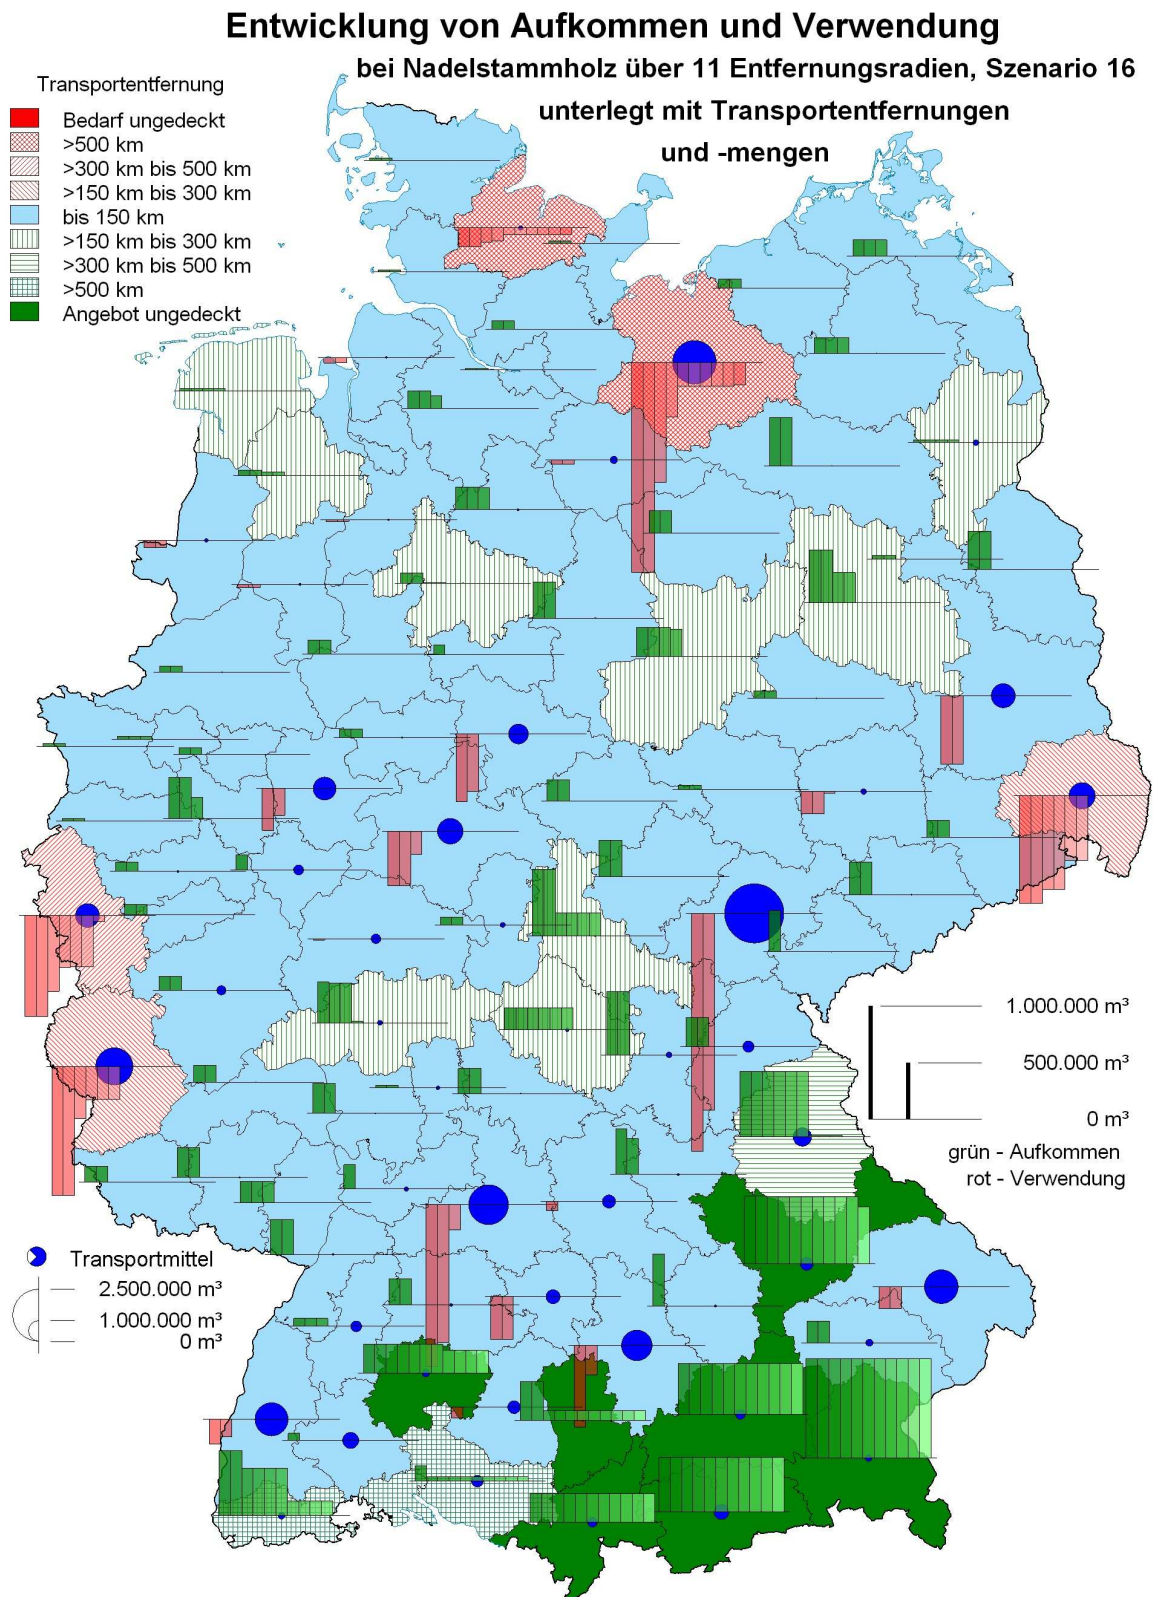 Entwicklung von Aufkommen und Verwendung
bei Nadelstammholz über 11 Entfernungsradien, Szenario 16
unterlegt mit Transportentfernungen
und -mengen
Transportentfernung
Bedarf ungedeckt
>500 km
>300 km bis 500 km
>150 km bis 300 km
bis 150 km
>150 km bis 300 km
>300 km bis 500 km
>500 km
Angebot ungedeckt
1.000.000 m³
500.000 m³
0 m³
grün - Aufkommen
rot - Verwendung
Transportmittel
2.500.000 m³
1.000.000 m³
0 m³